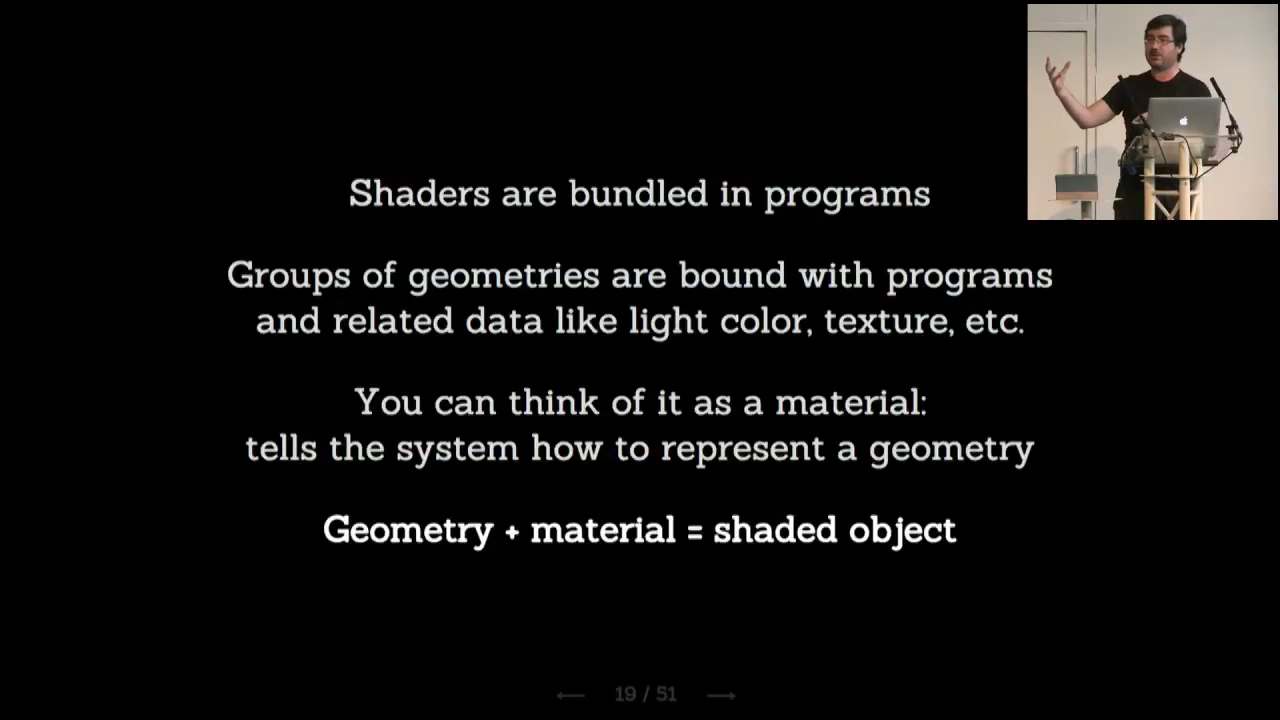 Shaders are bundled in programs
Groups of geometries are bound with programs
and related data like light color, texture, etc.
You can think of it as a material:
tells the system how to represent a geometry
Geometry + material = shaded object
← 19 / 51 →